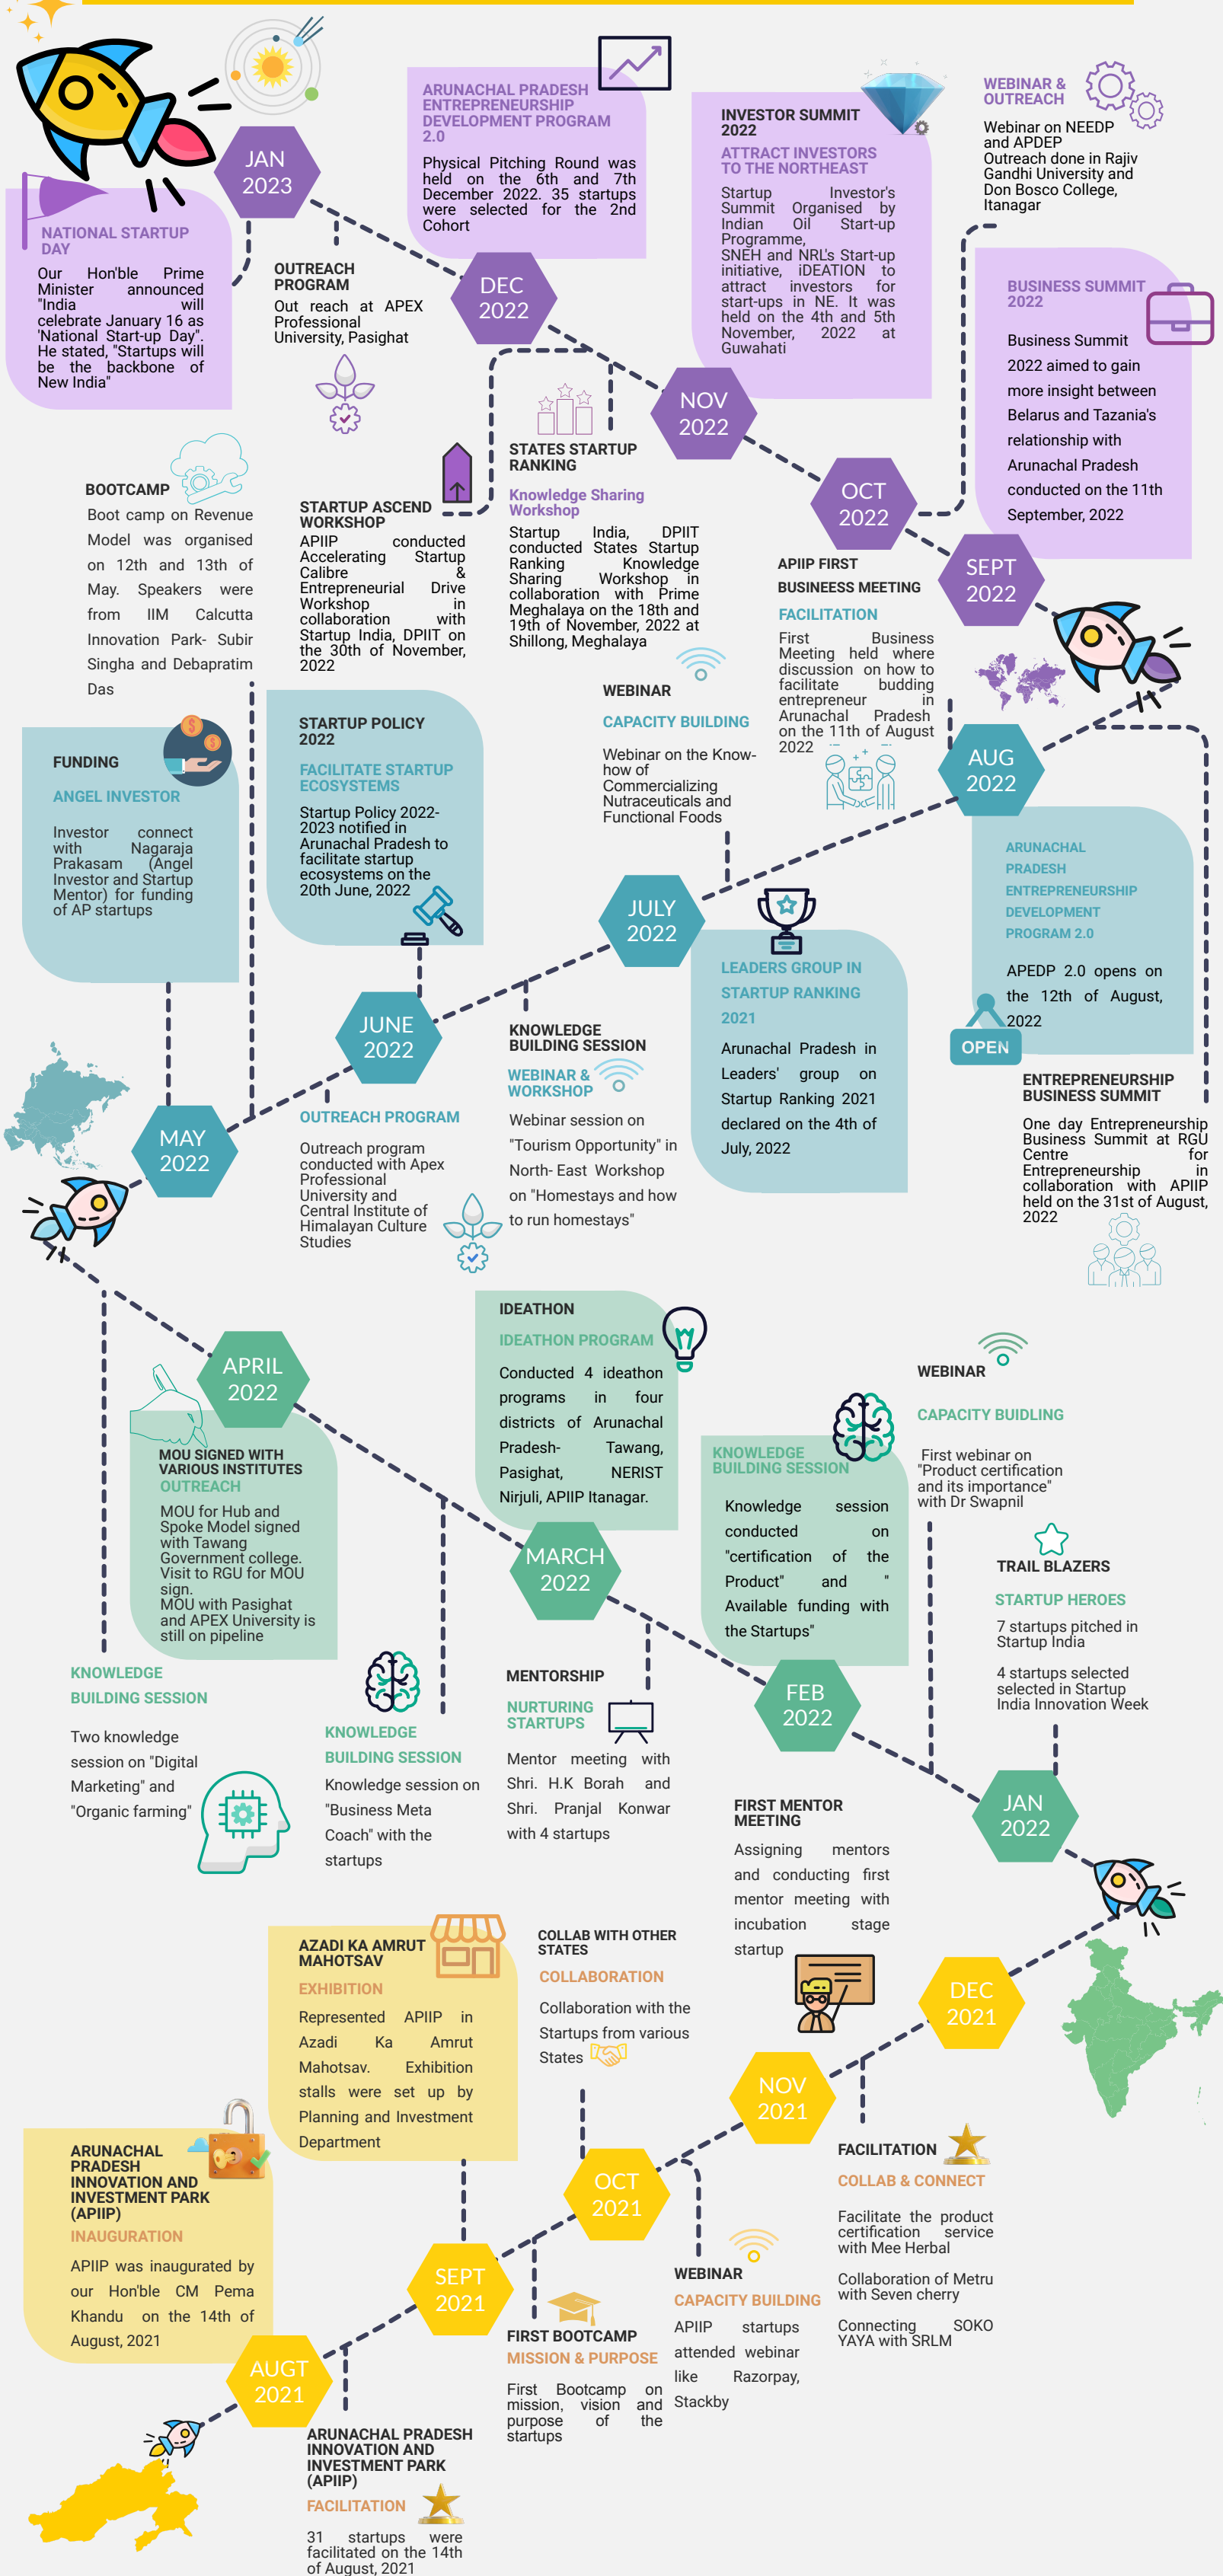 JAN
2023
NATIONAL STARTUP
DAY
Our Hon'ble Prime
Minister announced
"India will
celebrate January 16 as
'National Start-up Day".
He stated, "Startups will
be the backbone of
New India"
OUTREACH
PROGRAM
Out reach at APEX
Professional
University, Pasighat
ARUNACHAL PRADESH
ENTREPRENEURSHIP
DEVELOPMENT PROGRAM
2.0
Physical Pitching Round was
held on the 6th and 7th
December 2022. 35 startups
were selected for the 2nd
Cohort
DEC
2022
INVESTOR SUMMIT
2022
ATTRACT INVESTORS
TO THE NORTHEAST
Startup Investor's
Summit Organised by
Indian Oil Start-up
Programme,
SNEH and NRL's Start-up
initiative, iDEATION to
attract investors for
start-ups in NE. It was
held on the 4th and 5th
November, 2022 at
Guwahati
NOV
2022
WEBINAR &
OUTREACH
Webinar on NEEDP
and APDEP
Outreach done in Rajiv
Gandhi University and
Don Bosco College,
Itanagar
BUSINESS SUMMIT
2022
Business Summit
2022 aimed to gain
more insight between
Belarus and Tazania's
relationship with
Arunachal Pradesh
conducted on the 11th
September, 2022
OCT
2022
SEPT
2022
STATES STARTUP
RANKING
Knowledge Sharing
Workshop
Startup India, DPIIT
conducted States Startup
Ranking Knowledge
Sharing Workshop in
collaboration with Prime
Meghalaya on the 18th and
19th of November, 2022 at
Shillong, Meghalaya
STARTUP ASCEND
WORKSHOP
APIIP conducted
Accelerating Startup
Calibre &
Entrepreneurial Drive
Workshop in
collaboration with
Startup India, DPIIT on
the 30th of November,
2022
BOOTCAMP
Boot camp on Revenue
Model was organised
on 12th and 13th of
May. Speakers were
from IIM Calcutta
Innovation Park- Subir
Singha and Debapratim
Das
APIIP FIRST
BUSINESS MEETING
FACILITATION
First Business
Meeting held where
discussion on how to
facilitate budding
entrepreneur in
Arunachal Pradesh
on the 11th of August
2022
AUG
2022
WEBINAR
CAPACITY BUILDING
Webinar on the Know-
how of
Commercializing
Nutraceuticals and
Functional Foods
STARTUP POLICY
2022
FACILITATE STARTUP
ECOSYSTEMS
Startup Policy 2022-
2023 notified in
Arunachal Pradesh to
facilitate startup
ecosystems on the
20th June, 2022
FUNDING
ANGEL INVESTOR
Investor connect
with Nagaraja
Prakasam (Angel
Investor and Startup
Mentor) for funding
of AP startups
ARUNACHAL
PRADESH
ENTREPRENEURSHIP
DEVELOPMENT
PROGRAM 2.0
APEDP 2.0 opens on
the 12th of August,
2022
OPEN
JULY
2022
LEADERS GROUP IN
STARTUP RANKING
2021
Arunachal Pradesh in
Leaders' group on
Startup Ranking 2021
declared on the 4th of
July, 2022
JUNE
2022
KNOWLEDGE
BUILDING SESSION
WEBINAR &
WORKSHOP
Webinar session on
"Tourism Opportunity" in
North- East Workshop
on "Homestays and how
to run homestays"
ENTREPRENEURSHIP
BUSINESS SUMMIT
One day Entrepreneurship
Business Summit at RGU
Centre for
Entrepreneurship in
collaboration with APIIP
held on the 31st of August,
2022
OUTREACH PROGRAM
Outreach program
conducted with Apex
Professional
University and
Central Institute of
Himalayan Culture
Studies
MAY
2022
APRIL
2022
MOU SIGNED WITH
VARIOUS INSTITUTES
OUTREACH
MOU for Hub and
Spoke Model signed
with Tawang
Government college.
Visit to RGU for MOU
sign.
MOU with Pasighat
and APEX University is
still on pipeline
IDEATHON
IDEATHON PROGRAM
Conducted 4 ideathon
programs in four
districts of Arunachal
Pradesh- Tawang,
Pasighat, NERIST
Nirjuli, APIIP Itanagar.
MARCH
2022
KNOWLEDGE
BUILDING SESSION
Knowledge session
conducted on
"certification of the
Product" and "
Available funding with
the Startups"
WEBINAR
CAPACITY BUIDLING
First webinar on
"Product certification
and its importance"
with Dr Swapnil
TRAIL BLAZERS
STARTUP HEROES
7 startups pitched in
Startup India
4 startups selected
selected in Startup
India Innovation Week
KNOWLEDGE
BUILDING SESSION
Two knowledge
session on "Digital
Marketing" and
"Organic farming"
KNOWLEDGE
BUILDING SESSION
Knowledge session on
"Business Meta
Coach" with the
startups
MENTORSHIP
NURTURING
STARTUPS
Mentor meeting with
Shri. H.K Borah and
Shri. Pranjal Konwar
with 4 startups
FEB
2022
JAN
2022
FIRST MENTOR
MEETING
Assigning mentors
and conducting first
mentor meeting with
incubation stage
startup
AZADI KA AMRUT
MAHOTSAV
EXHIBITION
Represented APIIP in
Azadi Ka Amrut
Mahotsav. Exhibition
stalls were set up by
Planning and Investment
Department
COLLAB WITH OTHER
STATES
COLLABORATION
Collaboration with the
Startups from various
States
DEC
2021
NOV
2021
FACILITATION
COLLAB & CONNECT
Facilitate the product
certification service
with Mee Herbal
Collaboration of Metru
with Seven cherry
Connecting SOKO
YAYA with SRLM
OCT
2021
WEBINAR
CAPACITY BUILDING
APIIP startups
attended webinar
like Razorpay,
Stackby
ARUNACHAL
PRADESH
INNOVATION AND
INVESTMENT PARK
(APIIP)
INAUGURATION
APIIP was inaugurated by
our Hon'ble CM Pema
Khandu on the 14th of
August, 2021
SEPT
2021
FIRST BOOTCAMP
MISSION & PURPOSE
First Bootcamp on
mission, vision and
purpose of the
startups
AUGT
2021
ARUNACHAL PRADESH
INNOVATION AND
INVESTMENT PARK
(APIIP)
FACILITATION
31 startups were
facilitated on the 14th
of August, 2021